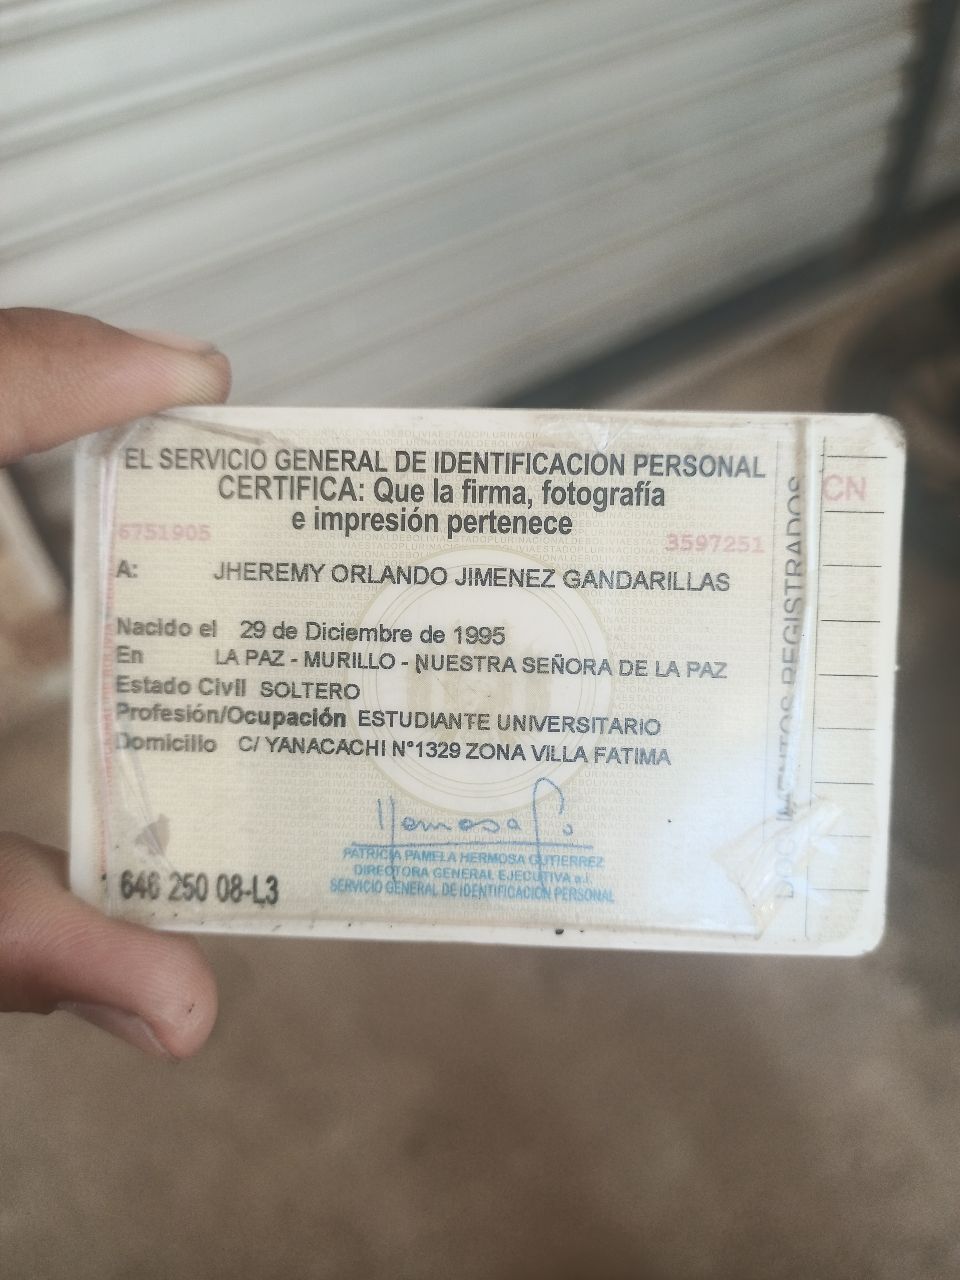 EL SERVICIO GENERAL DE IDENTIFICACION PERSONAL
CERTIFICA: Que la firma, fotografía
e impresión pertenece
6751905
3597251
A: JHEREMY ORLANDO JIMENEZ GANDARILLAS
Nacido el 29 de Diciembre de 1995
En LA PAZ - MURILLO - NUESTRA SEÑORA DE LA PAZ
Estado Civil SOLTERO
Profesión/Ocupación ESTUDIANTE UNIVERSITARIO
Domicilio C/ YANACACHI N°1329 ZONA VILLA FATIMA
PATRICIA PAMELA HERMOSA GUTIERREZ
DIRECTORA GENERAL EJECUTIVA a.i.
SERVICIO GENERAL DE IDENTIFICACIÓN PERSONAL
646 250 08-L3
DOCUMENTOS REGISTRADOS
CN